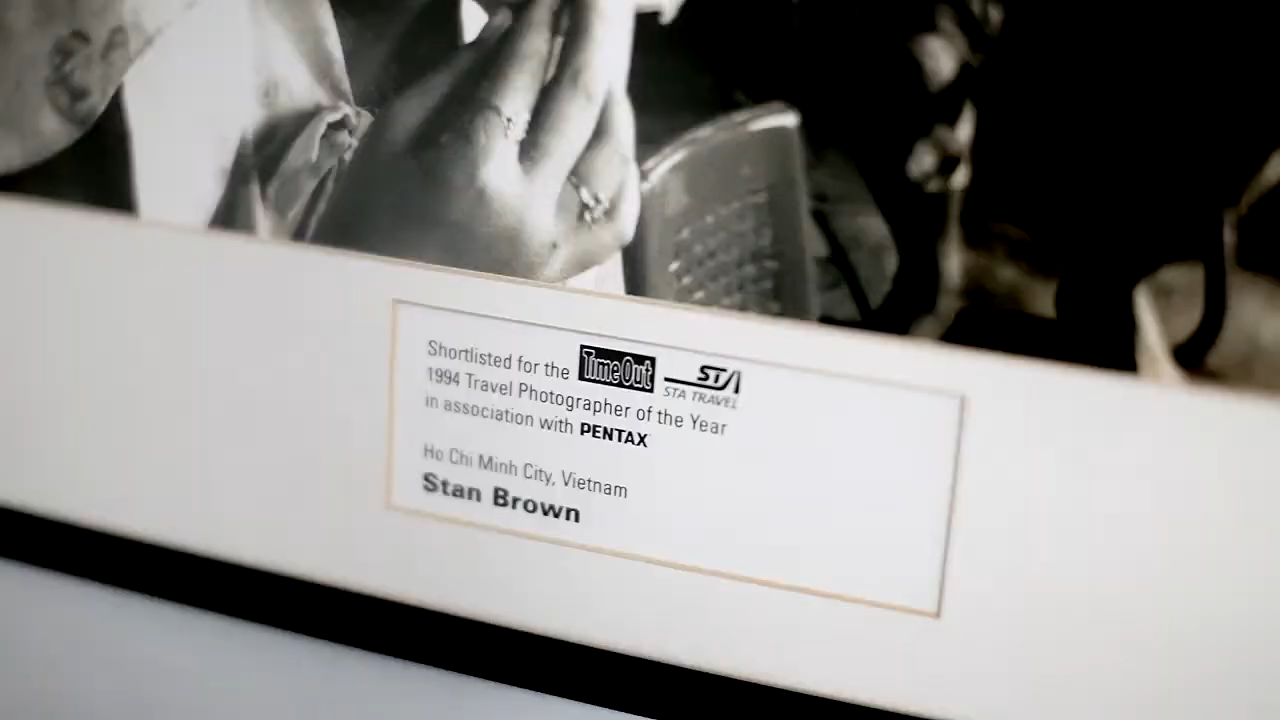 Shortlisted for the Time Out STA STA TRAVEL
1994 Travel Photographer of the Year
in association with PENTAX
Ho Chi Minh City, Vietnam
Stan Brown